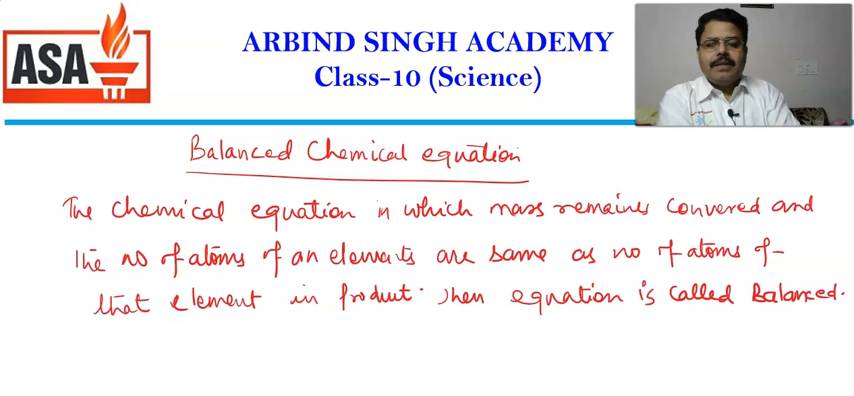 ASA
ARBIND SINGH ACADEMY
Class-10 (Science)
Balanced Chemical equation
The Chemical equation in which mass remaines convered and
The no of atoms of an elements are same as no of atoms of
that element in product. Then equation is called Balanced.